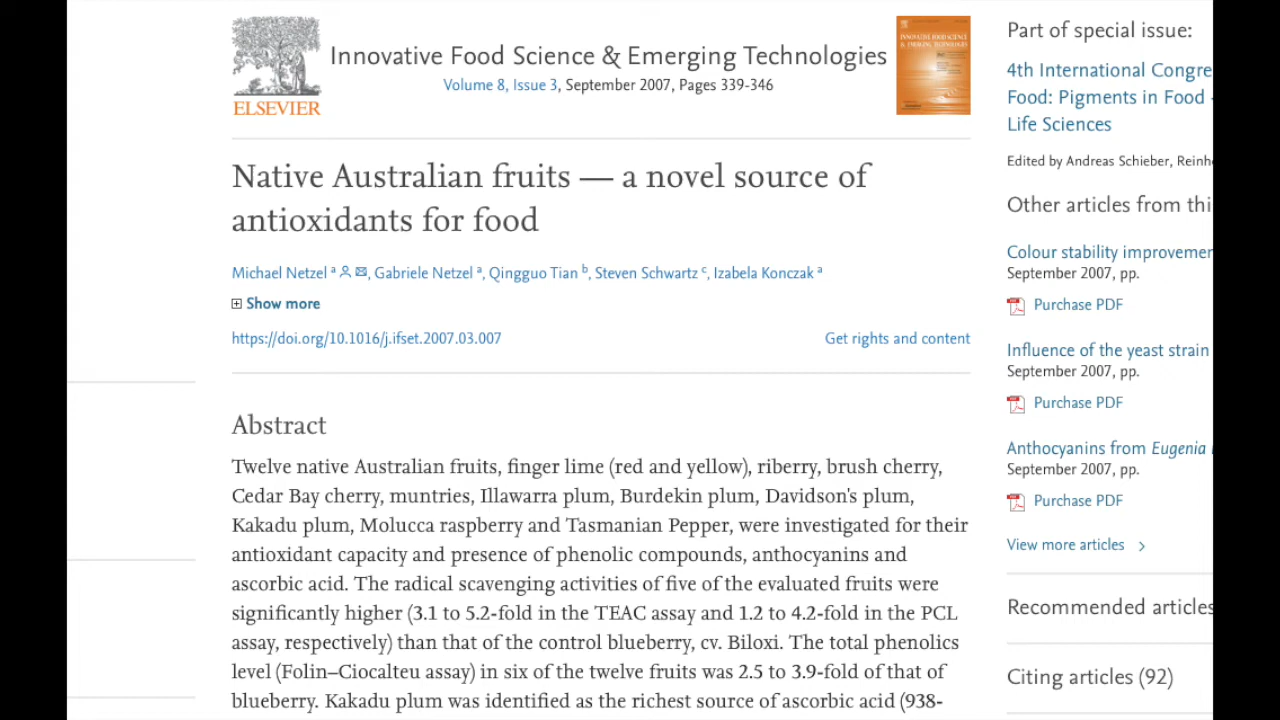 ELSEVIER
Innovative Food Science & Emerging Technologies
Volume 8, Issue 3, September 2007, Pages 339-346
INNOVATIVE FOOD SCIENCE
& EMERGING TECHNOLOGIES
Native Australian fruits — a novel source of
antioxidants for food
Michael Netzel a, Gabriele Netzel a, Qingguo Tian b, Steven Schwartz c, Izabela Konczak a
Show more
https://doi.org/10.1016/j.ifset.2007.03.007
Get rights and content
Abstract
Twelve native Australian fruits, finger lime (red and yellow), riberry, brush cherry,
Cedar Bay cherry, muntries, Illawarra plum, Burdekin plum, Davidson's plum,
Kakadu plum, Molucca raspberry and Tasmanian Pepper, were investigated for their
antioxidant capacity and presence of phenolic compounds, anthocyanins and
ascorbic acid. The radical scavenging activities of five of the evaluated fruits were
significantly higher (3.1 to 5.2-fold in the TEAC assay and 1.2 to 4.2-fold in the PCL
assay, respectively) than that of the control blueberry, cv. Biloxi. The total phenolics
level (Folin–Ciocalteu assay) in six of the twelve fruits was 2.5 to 3.9-fold of that of
blueberry. Kakadu plum was identified as the richest source of ascorbic acid (938-
Part of special issue:
4th International Congre
Food: Pigments in Food -
Life Sciences
Edited by Andreas Schieber, Reinh
Other articles from thi
Colour stability improvemen
September 2007, pp.
Purchase PDF
Influence of the yeast strain
September 2007, pp.
Purchase PDF
Anthocyanins from Eugenia
September 2007, pp.
Purchase PDF
View more articles
Recommended articles
Citing articles (92)